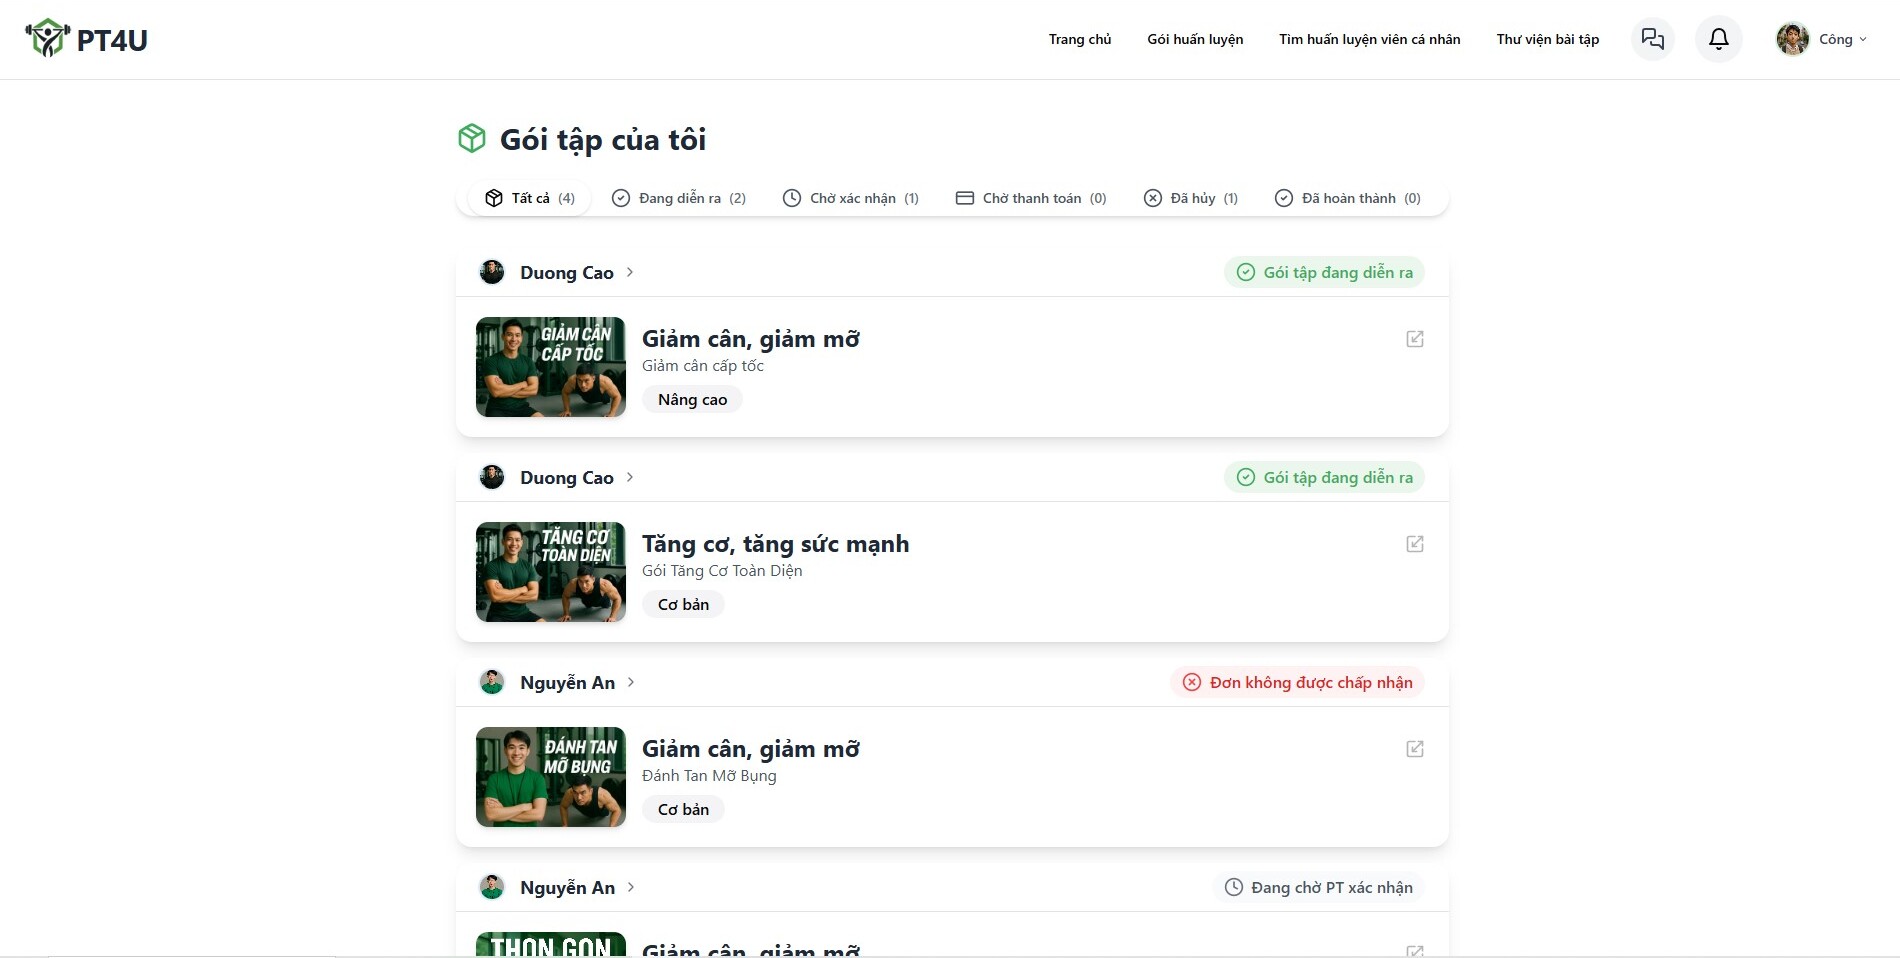 PT4U
Trang chủ
Gói huấn luyện
Tìm huấn luyện viên cá nhân
Thư viện bài tập
Công
Gói tập của tôi
Tất cả (4)
Đang diễn ra (2)
Chờ xác nhận (1)
Chờ thanh toán (0)
Đã hủy (1)
Đã hoàn thành (0)
Duong Cao
Gói tập đang diễn ra
GIẢM CÂN
CẤP TỐC
Giảm cân, giảm mỡ
Giảm cân cấp tốc
Nâng cao
Duong Cao
Gói tập đang diễn ra
TĂNG CƠ
TOÀN DIỆN
Tăng cơ, tăng sức mạnh
Gói Tăng Cơ Toàn Diện
Cơ bản
Nguyễn An
Đơn không được chấp nhận
ĐÁNH TAN
MỠ BỤNG
Giảm cân, giảm mỡ
Đánh Tan Mỡ Bụng
Cơ bản
Nguyễn An
Đang chờ PT xác nhận
THON GỌN
Giảm cân, giảm mỡ